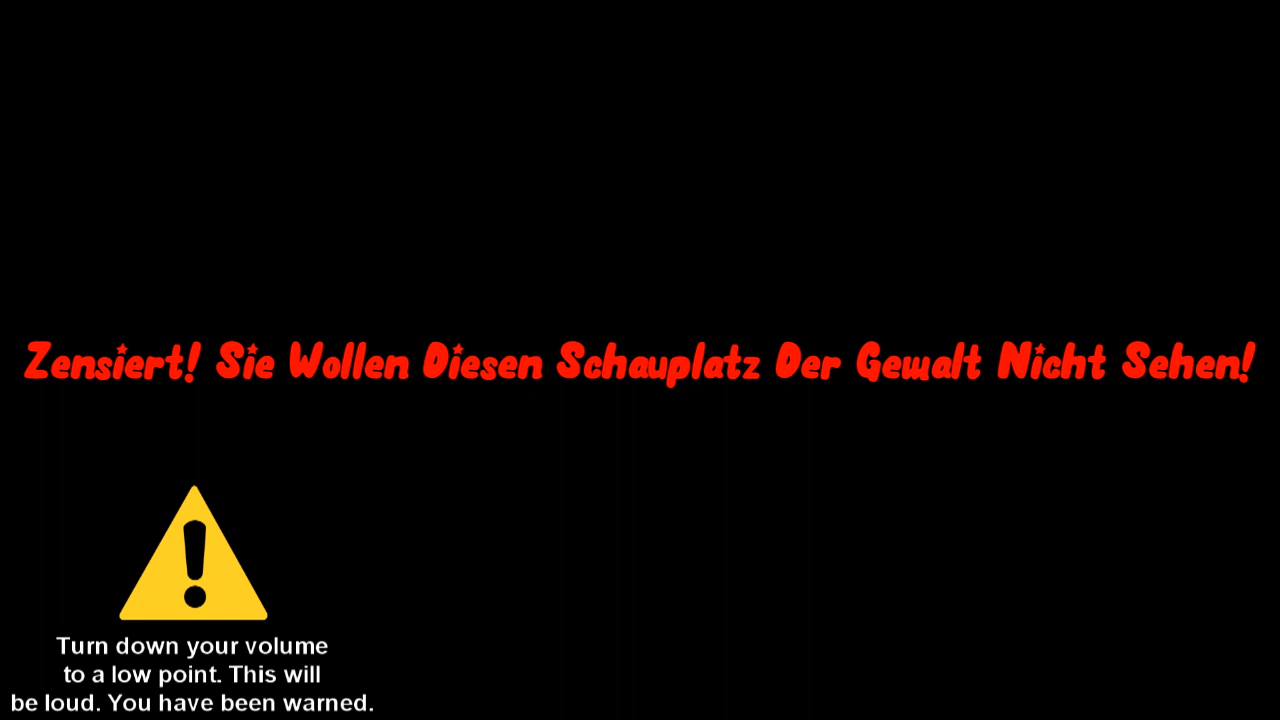 Zensiert! Sie Wollen Diesen Schauplatz Der Gewalt Nicht Sehen!
Turn down your volume
to a low point. This will
be loud. You have been warned.